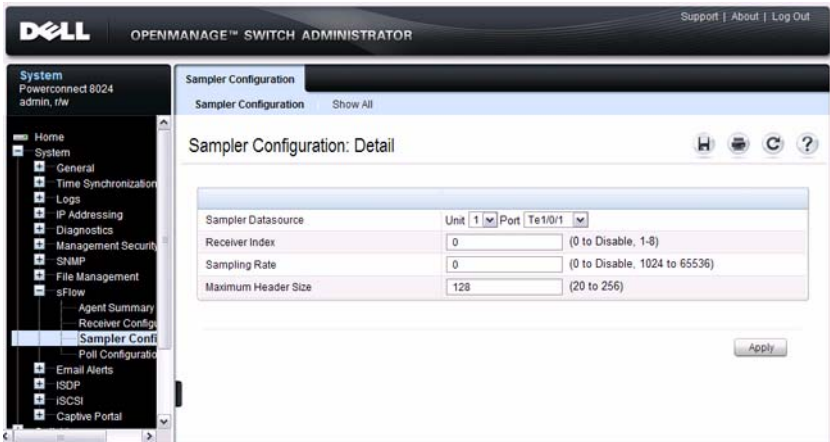 Support | About | Log Out
DELL OPENMANAGE™ SWITCH ADMINISTRATOR
System
Powerconnect 8024
admin, r/w
Home
System
General
Time Synchronization
Logs
IP Addressing
Diagnostics
Management Security
SNMP
File Management
sFlow
Agent Summary
Receiver Configu
Sampler Confi
Poll Configuratio
Email Alerts
ISDP
iSCSI
Captive Portal
Sampler Configuration
Sampler Configuration Show All
Sampler Configuration: Detail
Sampler Datasource Unit 1 Port Te1/0/1
Receiver Index 0 (0 to Disable, 1-8)
Sampling Rate 0 (0 to Disable, 1024 to 65536)
Maximum Header Size 128 (20 to 256)
Apply